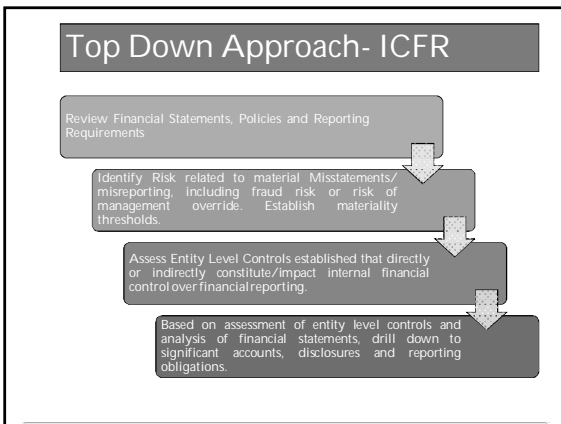 Top Down Approach- ICFR
Review Financial Statements, Policies and Reporting
Requirements
Identify Risk related to material Misstatements/
misreporting, including fraud risk or risk of
management override. Establish materiality
thresholds.
Assess Entity Level Controls established that directly
or indirectly constitute/impact internal financial
control over financial reporting.
Based on assessment of entity level controls and
analysis of financial statements, drill down to
significant accounts, disclosures and reporting
obligations.